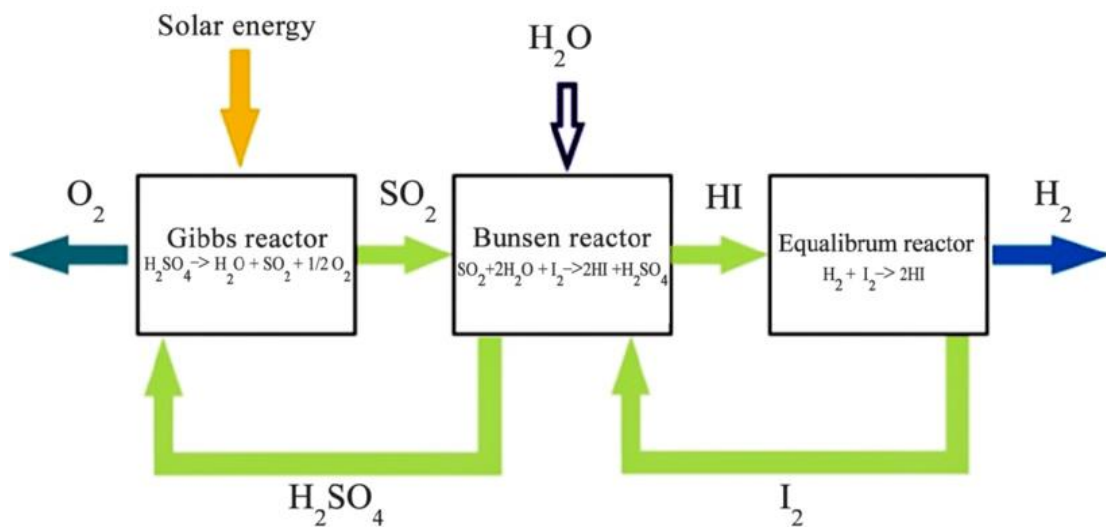 Solar energy
H₂O
O₂
SO₂
HI
H₂
Gibbs reactor
H₂SO₄-> H₂O + SO₂ + 1/2 O₂
Bunsen reactor
SO₂+2H₂O + I₂->2HI +H₂SO₄
Equalibrum reactor
H₂ + I₂-> 2HI
H₂SO₄
I₂